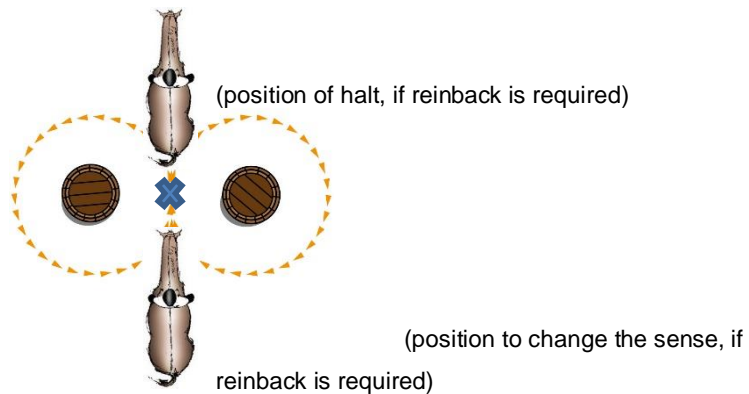 (position of halt, if reinback is required)
(position to change the sense, if
reinback is required)